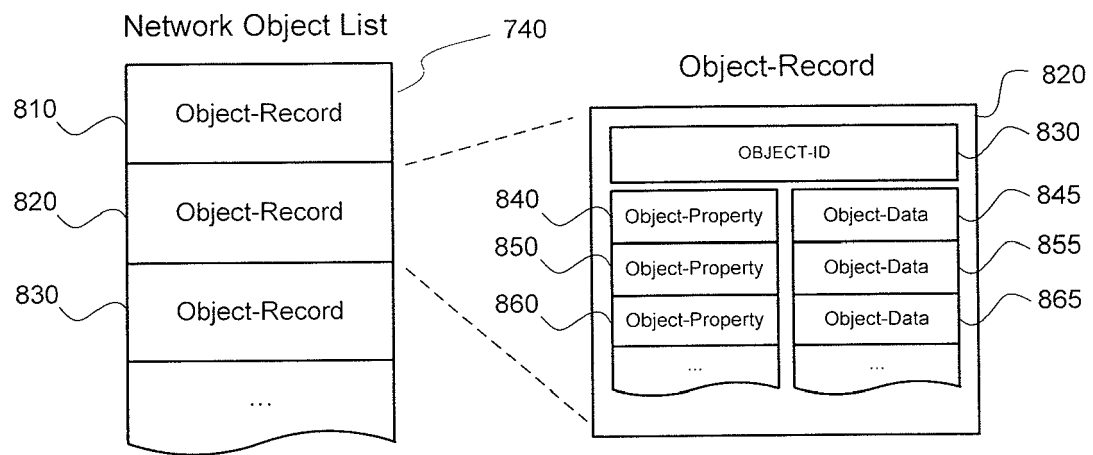 Network Object List
740
810
Object-Record
820
Object-Record
830
Object-Record
...
Object-Record
820
OBJECT-ID
830
840
Object-Property
Object-Data
845
850
Object-Property
Object-Data
855
860
Object-Property
Object-Data
865
...
...